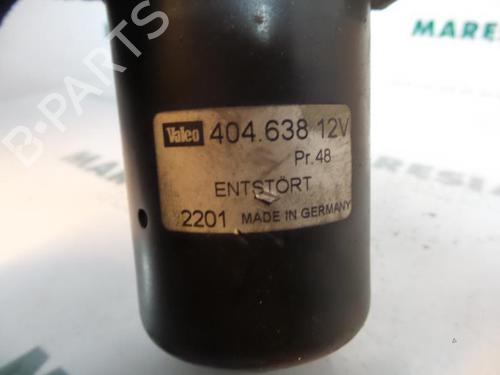 MARE
B-PARTS
Valeo 404.638 12V
Pr.48
ENTSTÖRT
2201 MADE IN GERMANY